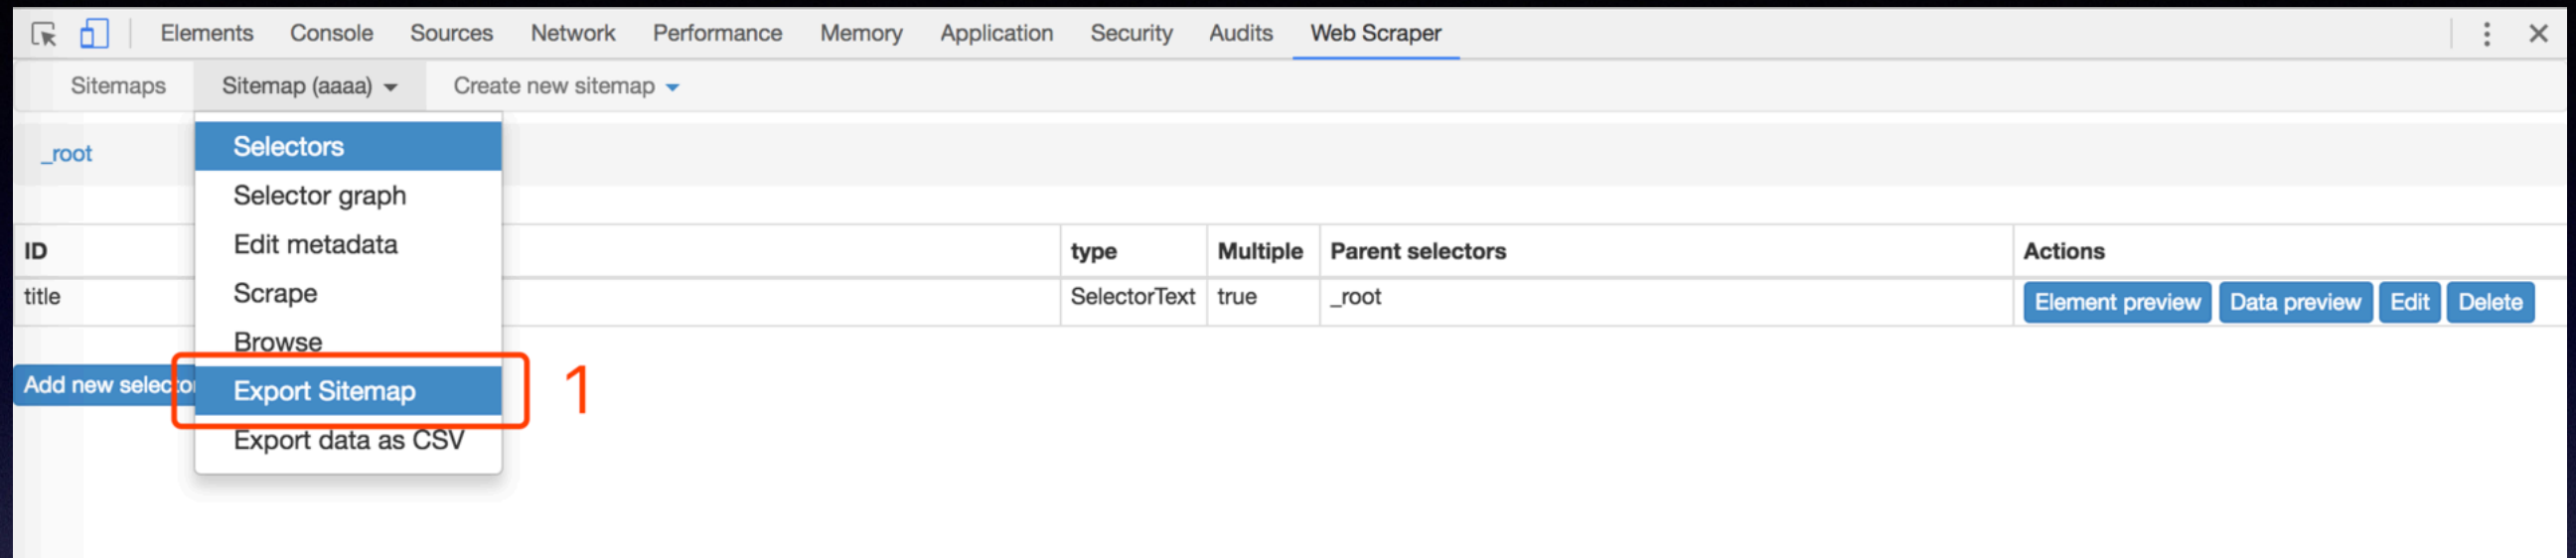 Elements Console Sources Network Performance Memory Application Security Audits Web Scraper
Sitemaps Sitemap (aaaa) Create new sitemap
_root
Selectors
Selector graph
Edit metadata
Scrape
Browse
Export Sitemap
Export data as CSV
1
ID type Multiple Parent selectors Actions
title SelectorText true _root Element preview Data preview Edit Delete
Add new selector